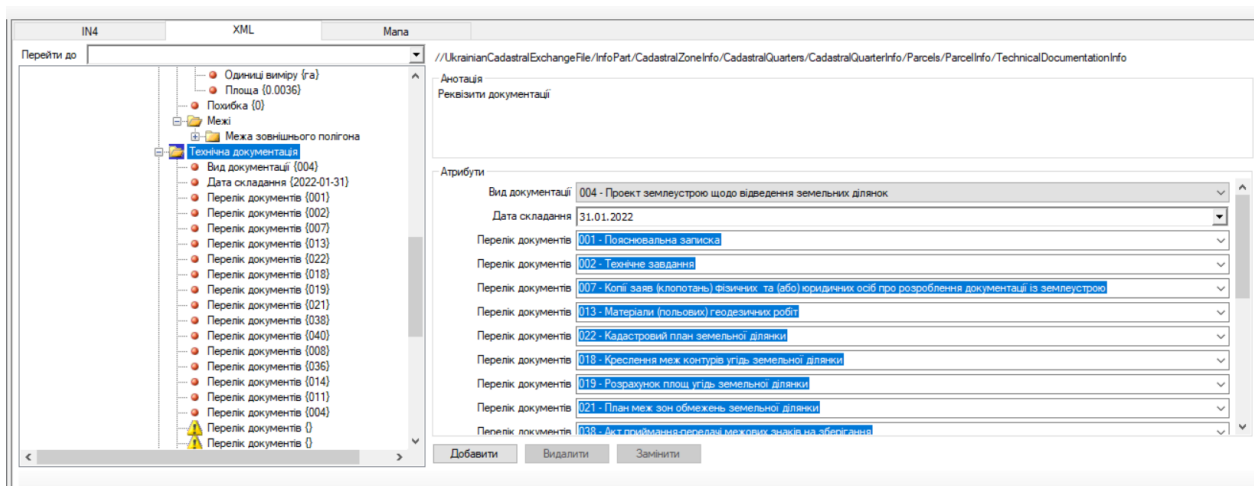 IN4
XML
Мапа
Перейти до
Одиниці виміру {га}
Площа {0.0036}
Похибка {0}
Межі
Межа зовнішнього полігона
Технічна документація
Вид документації {004}
Дата складання {2022-01-31}
Перелік документів {001}
Перелік документів {002}
Перелік документів {007}
Перелік документів {013}
Перелік документів {022}
Перелік документів {018}
Перелік документів {019}
Перелік документів {021}
Перелік документів {038}
Перелік документів {040}
Перелік документів {008}
Перелік документів {036}
Перелік документів {014}
Перелік документів {011}
Перелік документів {004}
Перелік документів {}
Перелік документів {}
//UkrainianCadastralExchangeFile/InfoPart/CadastralZoneInfo/CadastralQuarters/CadastralQuarterInfo/Parcels/ParcelInfo/TechnicalDocumentationInfo
Анотація
Реквізити документації
Атрибути
Вид документації 004 - Проект землеустрою щодо відведення земельних ділянок
Дата складання 31.01.2022
Перелік документів 001 - Пояснювальна записка
Перелік документів 002 - Технічне завдання
Перелік документів 007 - Копії заяв (клопотань) фізичних та (або) юридичних осіб про розроблення документації із землеустрою
Перелік документів 013 - Матеріали (польових) геодезичних робіт
Перелік документів 022 - Кадастровий план земельної ділянки
Перелік документів 018 - Креслення меж контурів угідь земельної ділянки
Перелік документів 019 - Розрахунок площ угідь земельної ділянки
Перелік документів 021 - План меж зон обмежень земельної ділянки
Перелік документів 038 - Акт приймання-передачі межових знаків на зберігання
Добавити
Видалити
Замінити